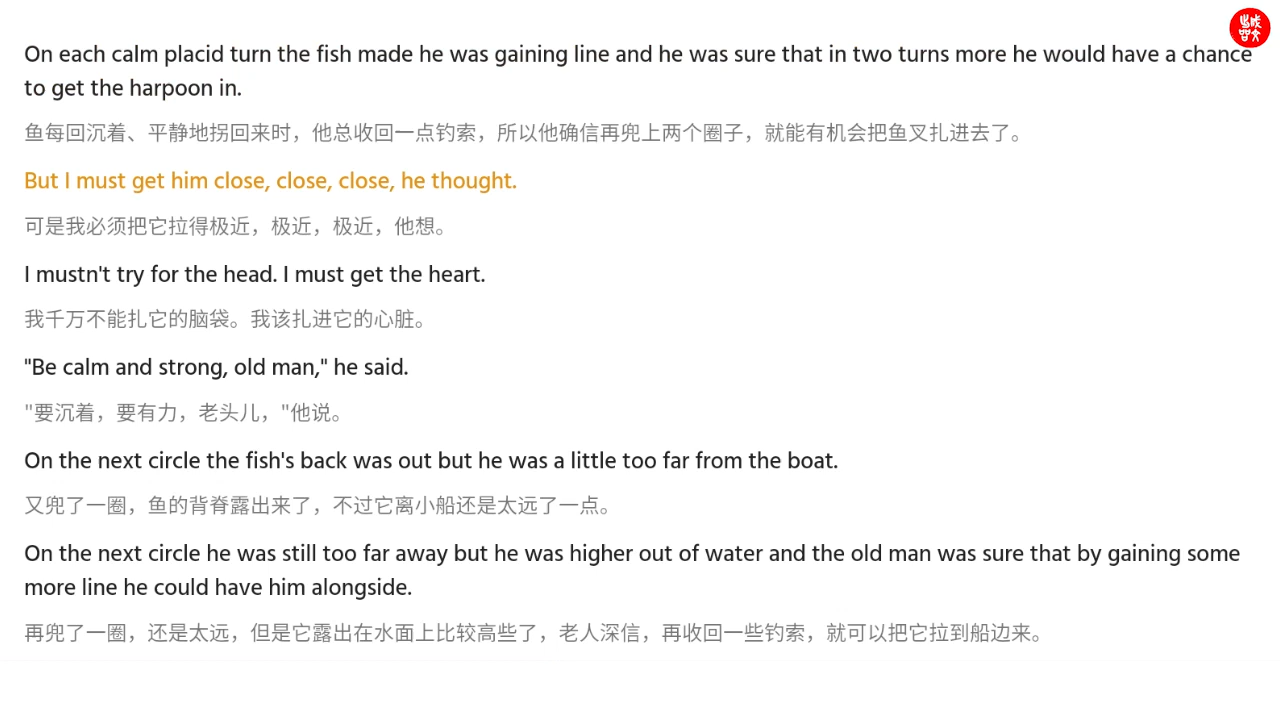 On each calm placid turn the fish made he was gaining line and he was sure that in two turns more he would have a chance
to get the harpoon in.
鱼每回沉着、平静地拐回来时，他总收回一点钓索，所以他确信再兜上两个圈子，就能有机会把鱼叉扎进去了。
But I must get him close, close, close, he thought.
可是我必须把它拉得极近，极近，极近，他想。
I mustn't try for the head. I must get the heart.
我千万不能扎它的脑袋。我该扎进它的心脏。
"Be calm and strong, old man," he said.
"要沉着，要有力，老头儿，"他说。
On the next circle the fish's back was out but he was a little too far from the boat.
又兜了一圈，鱼的背脊露出来了，不过它离小船还是太远了一点。
On the next circle he was still too far away but he was higher out of water and the old man was sure that by gaining some
more line he could have him alongside.
再兜了一圈，还是太远，但是它露出在水面上比较高些了，老人深信，再收回一些钓索，就可以把它拉到船边来。